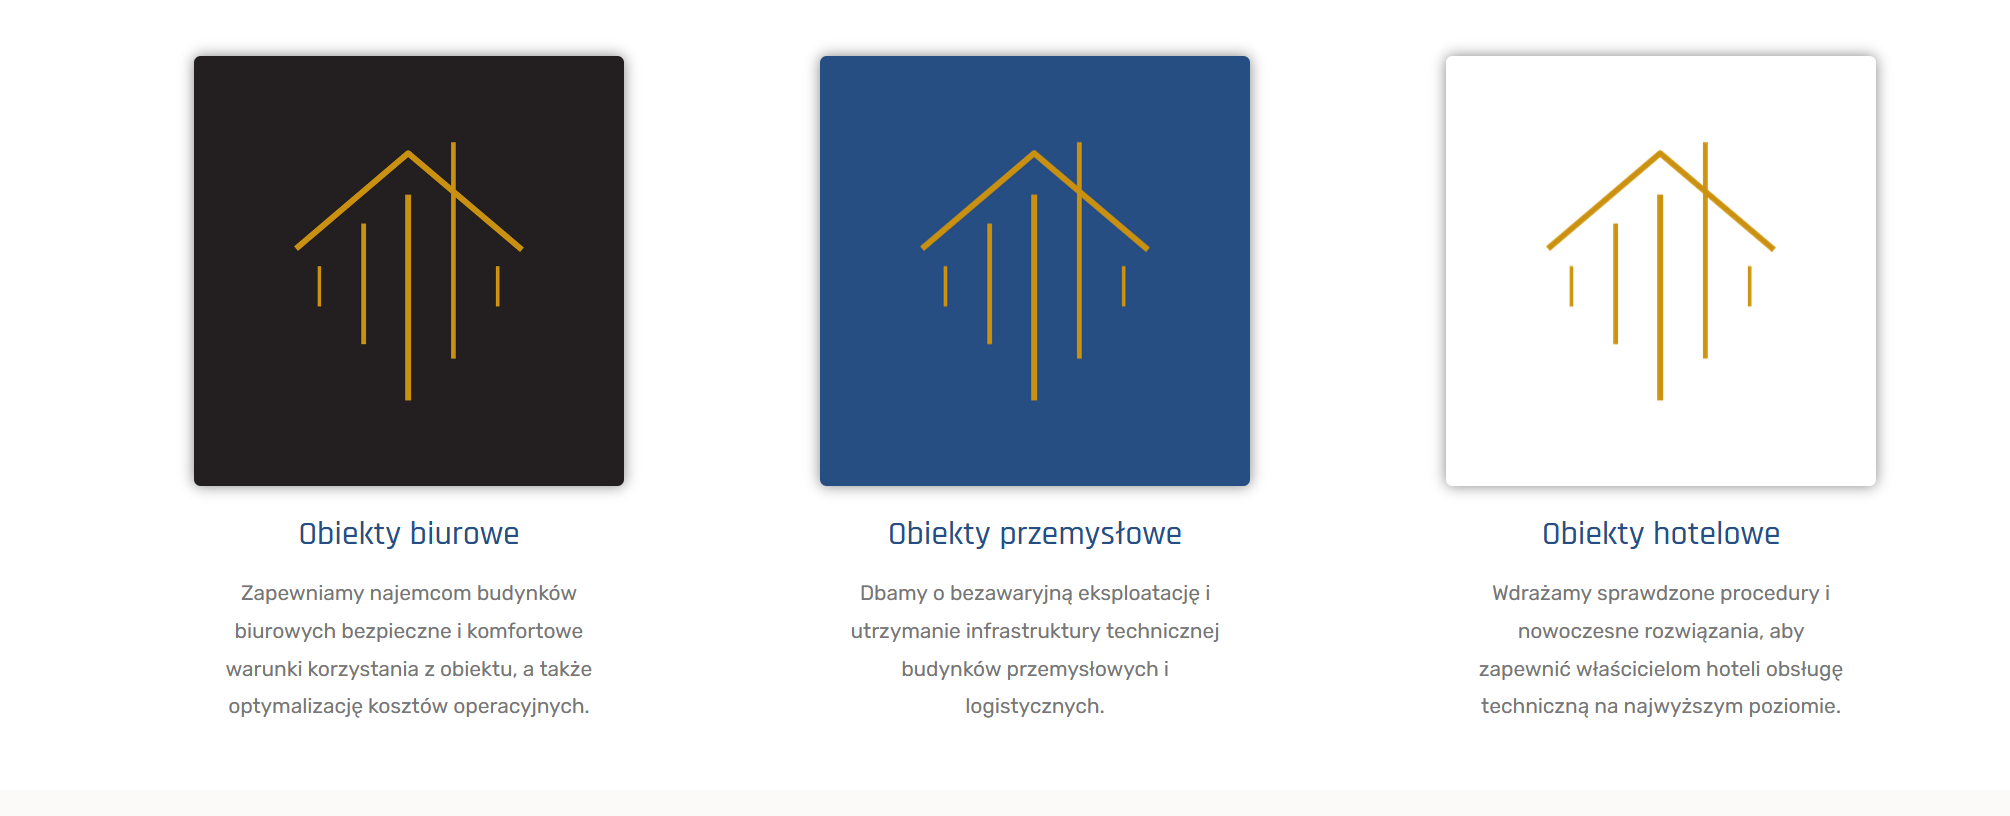 Obiekty biurowe
Zapewniamy najemcom budynków
biurowych bezpieczne i komfortowe
warunki korzystania z obiektu, a także
optymalizację kosztów operacyjnych.
Obiekty przemysłowe
Dbamy o bezawaryjną eksploatację i
utrzymanie infrastruktury technicznej
budynków przemysłowych i
logistycznych.
Obiekty hotelowe
Wdrażamy sprawdzone procedury i
nowoczesne rozwiązania, aby
zapewnić właścicielom hoteli obsługę
techniczną na najwyższym poziomie.